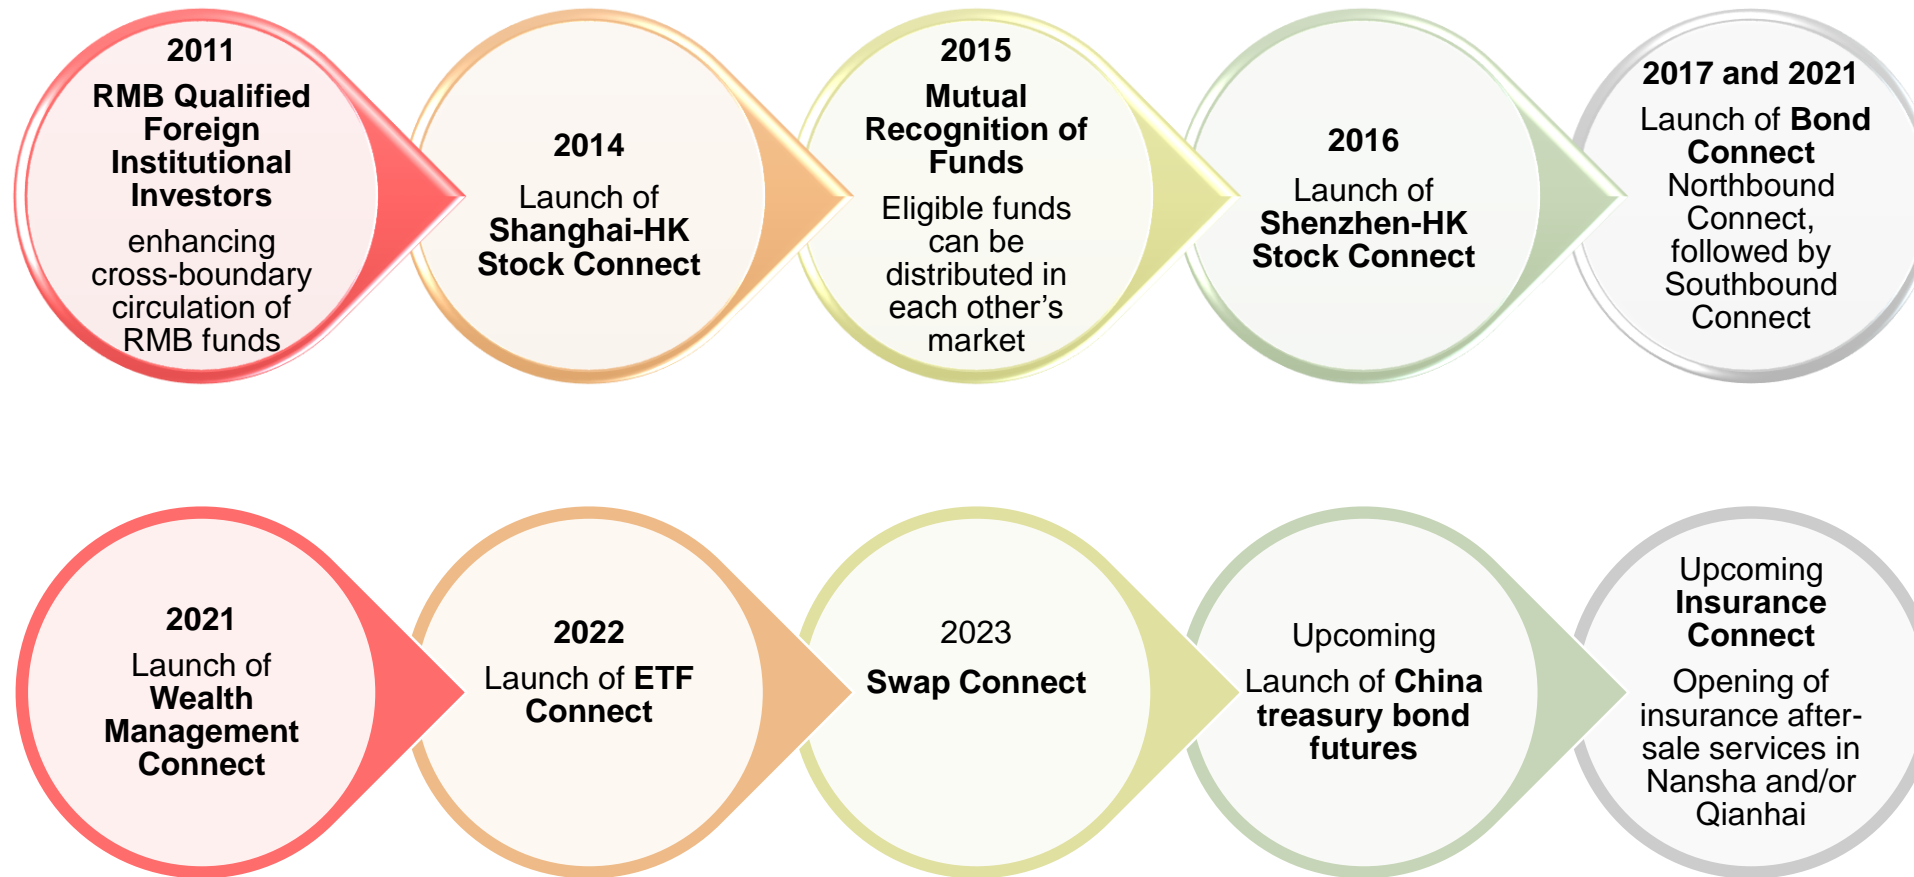 2011
RMB Qualified
Foreign
Institutional
Investors
enhancing
cross-boundary
circulation of
RMB funds
2014
Launch of
Shanghai-HK
Stock Connect
2015
Mutual
Recognition of
Funds
Eligible funds
can be
distributed in
each other’s
market
2016
Launch of
Shenzhen-HK
Stock Connect
2017 and 2021
Launch of Bond
Connect
Northbound
Connect,
followed by
Southbound
Connect
2021
Launch of
Wealth
Management
Connect
2022
Launch of ETF
Connect
2023
Swap Connect
Upcoming
Launch of China
treasury bond
futures
Upcoming
Insurance
Connect
Opening of
insurance after-
sale services in
Nansha and/or
Qianhai